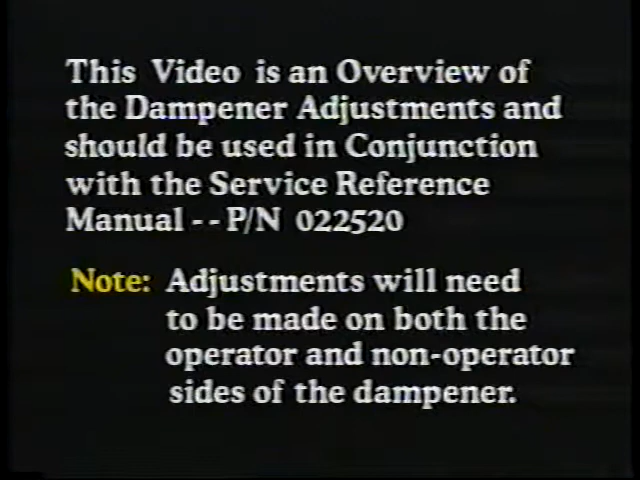 This Video is an Overview of
the Dampener Adjustments and
should be used in Conjunction
with the Service Reference
Manual -- P/N 022520
Note: Adjustments will need
to be made on both the
operator and non-operator
sides of the dampener.